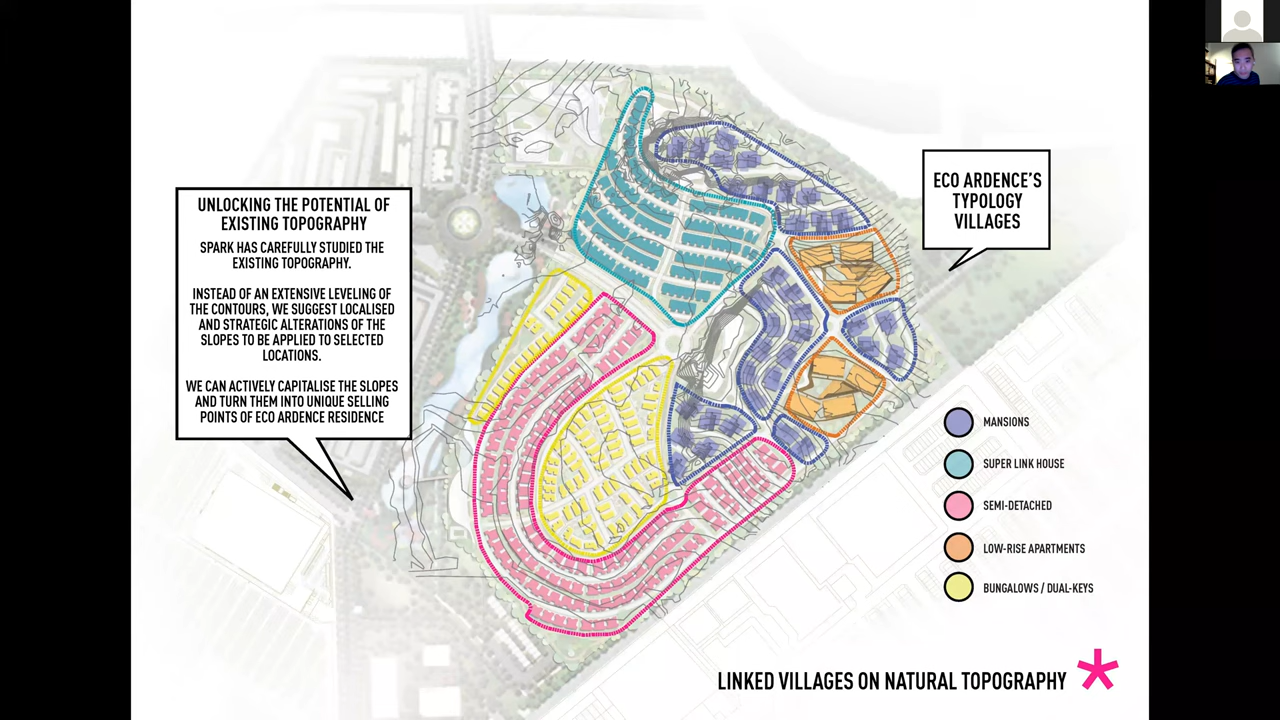 UNLOCKING THE POTENTIAL OF
EXISTING TOPOGRAPHY
SPARK HAS CAREFULLY STUDIED THE
EXISTING TOPOGRAPHY.
INSTEAD OF AN EXTENSIVE LEVELING OF
THE CONTOURS, WE SUGGEST LOCALISED
AND STRATEGIC ALTERATIONS OF THE
SLOPES TO BE APPLIED TO SELECTED
LOCATIONS.
WE CAN ACTIVELY CAPITALISE THE SLOPES
AND TURN THEM INTO UNIQUE SELLING
POINTS OF ECO ARDENCE RESIDENCE
ECO ARDENCE'S
TYPOLOGY
VILLAGES
MANSIONS
SUPER LINK HOUSE
SEMI-DETACHED
LOW-RISE APARTMENTS
BUNGALOWS / DUAL-KEYS
LINKED VILLAGES ON NATURAL TOPOGRAPHY